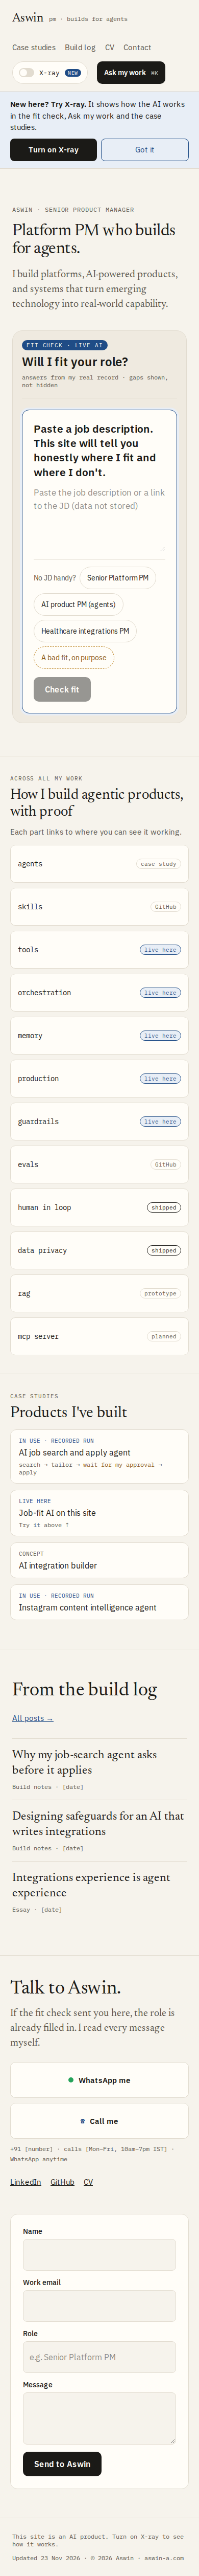 Aswin pm · builds for agents
Case studies Build log CV Contact
X-ray NEW Ask my work ⌘K
New here? Try X-ray. It shows how the AI works
in the fit check, in Ask my work and the case
studies.
Turn on X-ray Got it
ASWIN · SENIOR PRODUCT MANAGER
Platform PM who builds
for agents.
I build platforms, AI-powered products,
and systems that turn emerging
technology into real-world capability.
FIT CHECK · LIVE AI
Will I fit your role?
answers from my real record · gaps shown,
not hidden
Paste a job description.
This site will tell you
honestly where I fit and
where I don't.
Paste the job description or a link
to the JD (data not stored)
No JD handy? Senior Platform PM
AI product PM (agents)
Healthcare integrations PM
A bad fit, on purpose
Check fit
ACROSS ALL MY WORK
How I build agentic products,
with proof
Each part links to where you can see it working.
agents case study
skills GitHub
tools live here
orchestration live here
memory live here
production live here
guardrails live here
evals GitHub
human in loop shipped
data privacy shipped
rag prototype
mcp server planned
CASE STUDIES
Products I've built
IN USE · RECORDED RUN
AI job search and apply agent
search → tailor → wait for my approval →
apply
LIVE HERE
Job-fit AI on this site
Try it above ↑
CONCEPT
AI integration builder
IN USE · RECORDED RUN
Instagram content intelligence agent
From the build log
All posts →
Why my job-search agent asks
before it applies
Build notes · [date]
Designing safeguards for an AI that
writes integrations
Build notes · [date]
Integrations experience is agent
experience
Essay · [date]
Talk to Aswin.
If the fit check sent you here, the role is
already filled in. I read every message
myself.
WhatsApp me
☎ Call me
+91 [number] · calls [Mon–Fri, 10am–7pm IST] ·
WhatsApp anytime
LinkedIn GitHub CV
Name
Work email
Role
e.g. Senior Platform PM
Message
Send to Aswin
This site is an AI product. Turn on X-ray to see
how it works.
Updated 23 Nov 2026 · © 2026 Aswin · aswin-a.com